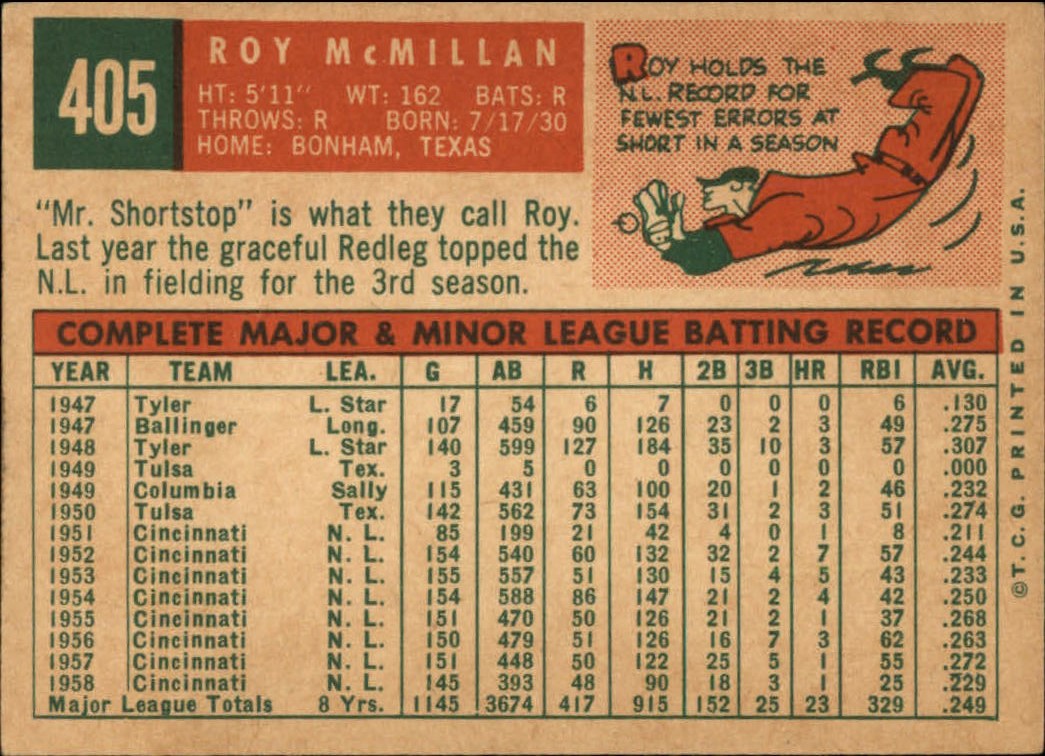 405
ROY McMILLAN
HT: 5'11" WT: 162 BATS: R
THROWS: R BORN: 7/17/30
HOME: BONHAM, TEXAS
ROY HOLDS THE
N.L. RECORD FOR
FEWEST ERRORS AT
SHORT IN A SEASON
"Mr. Shortstop" is what they call Roy.
Last year the graceful Redleg topped the
N.L. in fielding for the 3rd season.
COMPLETE MAJOR & MINOR LEAGUE BATTING RECORD
YEAR TEAM LEA. G AB R H 2B 3B HR RBI AVG.
1947 Tyler L. Star 17 54 6 7 0 0 0 6 .130
1947 Ballinger Long. 107 459 90 126 23 2 3 49 .275
1948 Tyler L. Star 140 599 127 184 35 10 3 57 .307
1949 Tulsa Tex. 3 5 0 0 0 0 0 0 .000
1949 Columbia Sally 115 431 63 100 20 1 2 46 .232
1950 Tulsa Tex. 142 562 73 154 31 2 3 51 .274
1951 Cincinnati N. L. 85 199 21 42 4 0 1 8 .211
1952 Cincinnati N. L. 154 540 60 132 32 2 7 57 .244
1953 Cincinnati N. L. 155 557 51 130 15 4 5 43 .233
1954 Cincinnati N. L. 154 588 86 147 21 2 4 42 .250
1955 Cincinnati N. L. 151 470 50 126 21 2 1 37 .268
1956 Cincinnati N. L. 150 479 51 126 16 7 3 62 .263
1957 Cincinnati N. L. 151 448 50 122 25 5 1 55 .272
1958 Cincinnati N. L. 145 393 48 90 18 3 1 25 .229
Major League Totals 8 Yrs. 1145 3674 417 915 152 25 23 329 .249
©T.C.G. PRINTED IN U.S.A.